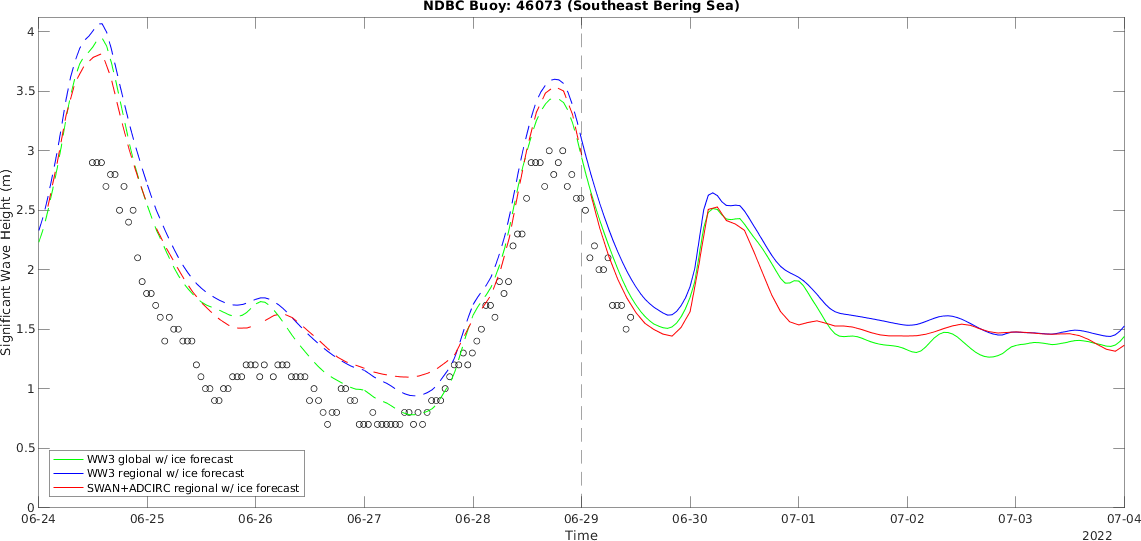 NDBC Buoy: 46073 (Southeast Bering Sea)
Significant Wave Height (m)
4
3.5
3
2.5
2
1.5
1
0.5
0
WW3 global w/ ice forecast
WW3 regional w/ ice forecast
SWAN+ADCIRC regional w/ ice forecast
06-24 06-25 06-26 06-27 06-28 06-29 06-30 07-01 07-02 07-03 07-04
Time
2022